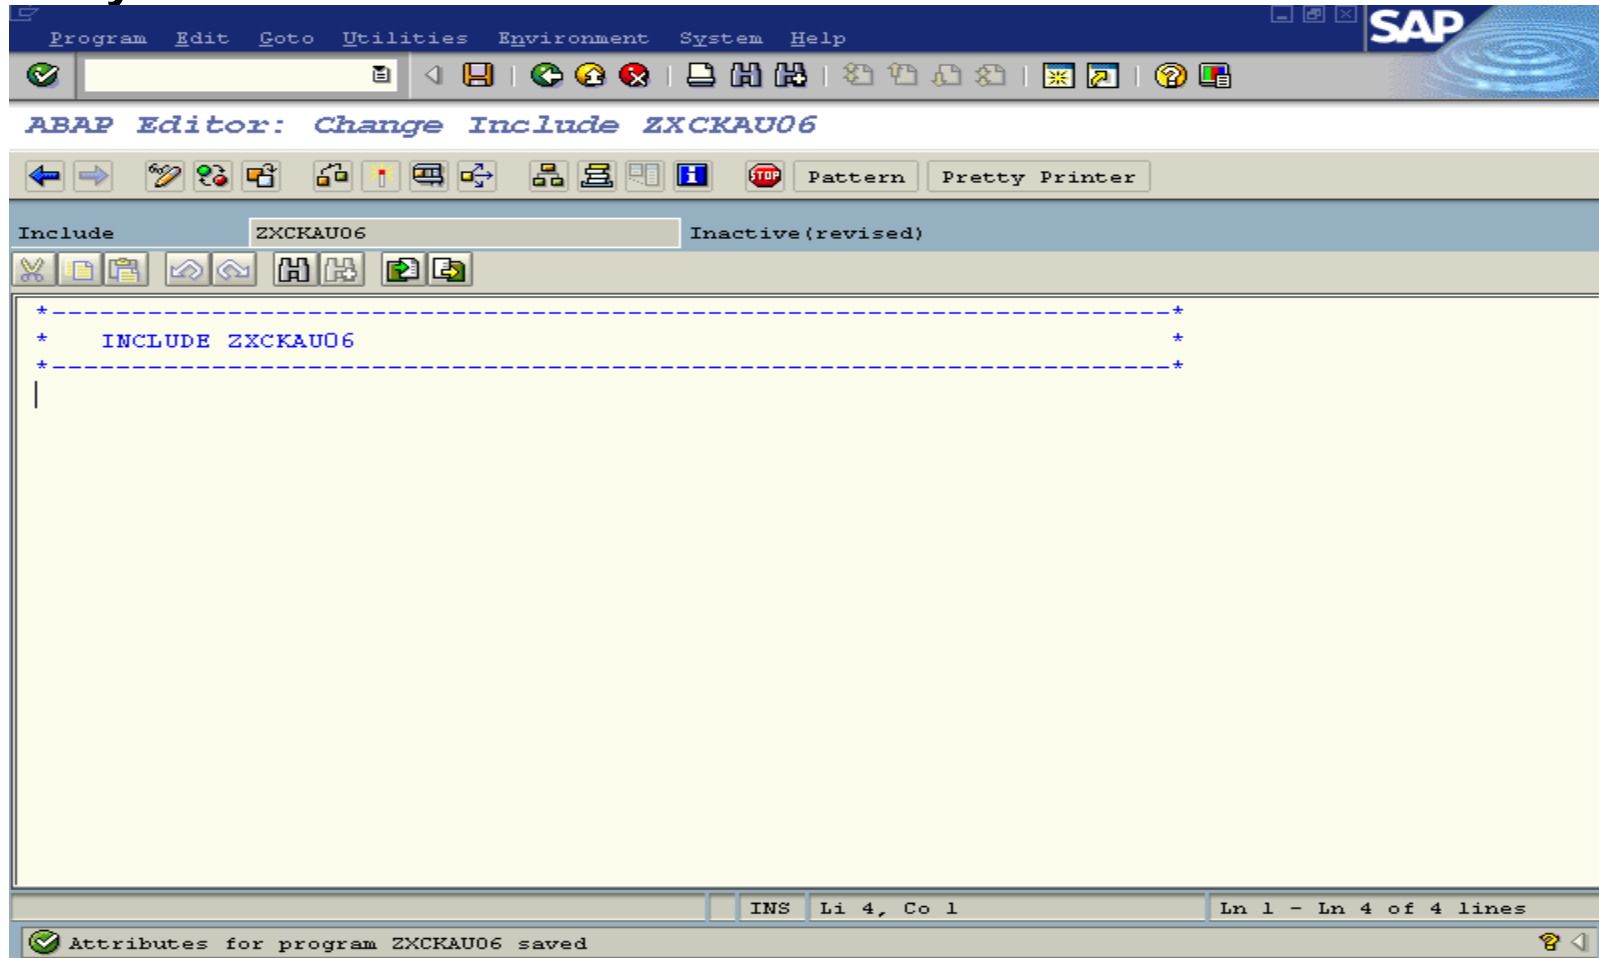 Program Edit Goto Utilities Environment System Help
SAP
ABAP Editor: Change Include ZXCKAU06
STOP Pattern Pretty Printer
Include ZXCKAU06 Inactive(revised)
*----------------------------------------------------------------------*
* INCLUDE ZXCKAU06 *
*----------------------------------------------------------------------*
INS Li 4, Co 1 Ln 1 - Ln 4 of 4 lines
Attributes for program ZXCKAU06 saved